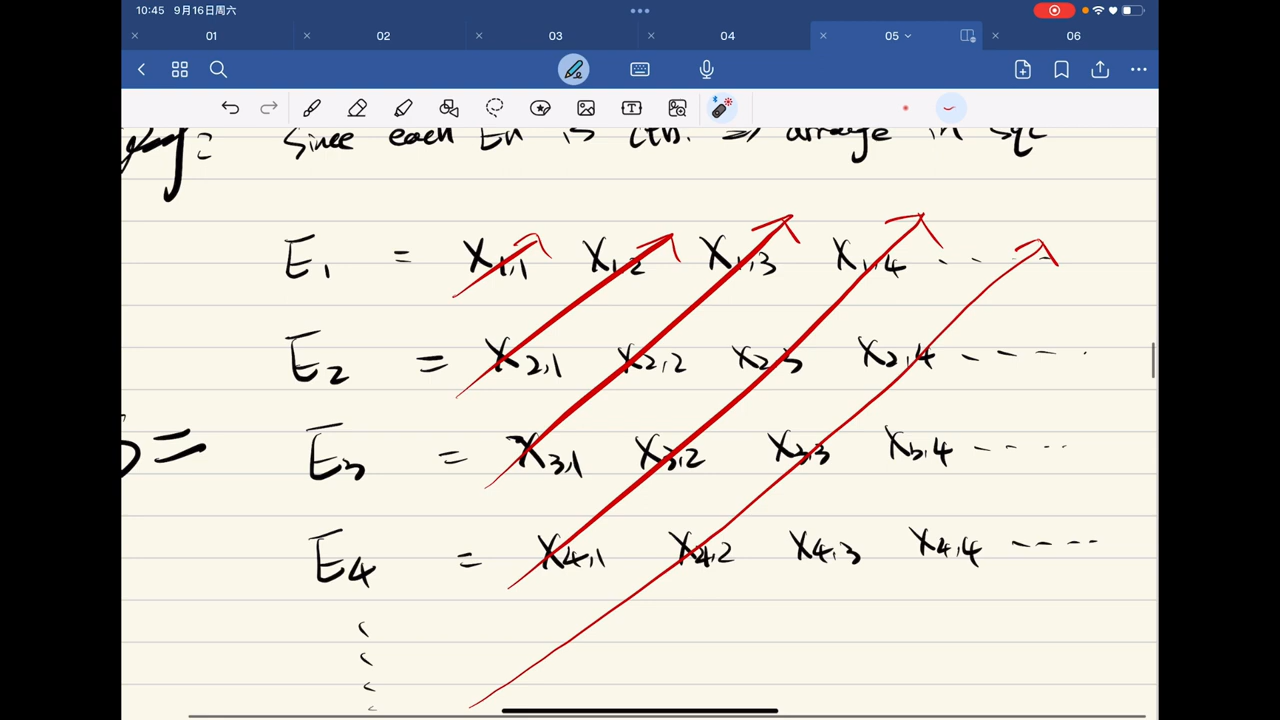 10:45 9月16日周六
01 02 03 04 05 06
Since each En is ctbl. => arrange in sqc
E1 = X1,1 X1,2 X1,3 X1,4 ......
E2 = X2,1 X2,2 X2,3 X2,4 -----
S= E3 = X3,1 X3,2 X3,3 X3,4 -----
E4 = X4,1 X4,2 X4,3 X4,4 ----